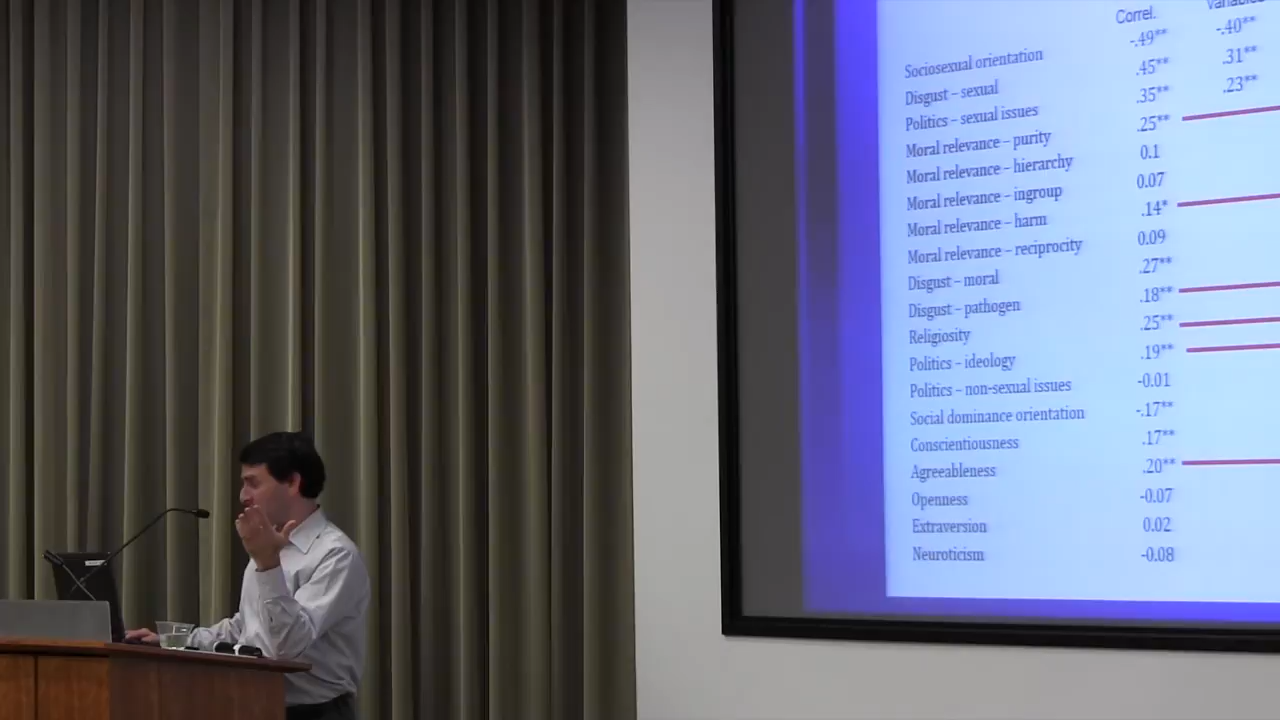 Correl. Variables
Sociosexual orientation -.49** -.40**
Disgust – sexual .45** .31**
Politics – sexual issues .35** .23**
Moral relevance – purity .25**
Moral relevance – hierarchy 0.1
Moral relevance – ingroup 0.07
Moral relevance – harm .14*
Moral relevance – reciprocity 0.09
Disgust – moral .27**
Disgust – pathogen .18**
Religiosity .25**
Politics – ideology .19**
Politics – non-sexual issues -0.01
Social dominance orientation -.17**
Conscientiousness .17**
Agreeableness .20**
Openness -0.07
Extraversion 0.02
Neuroticism -0.08